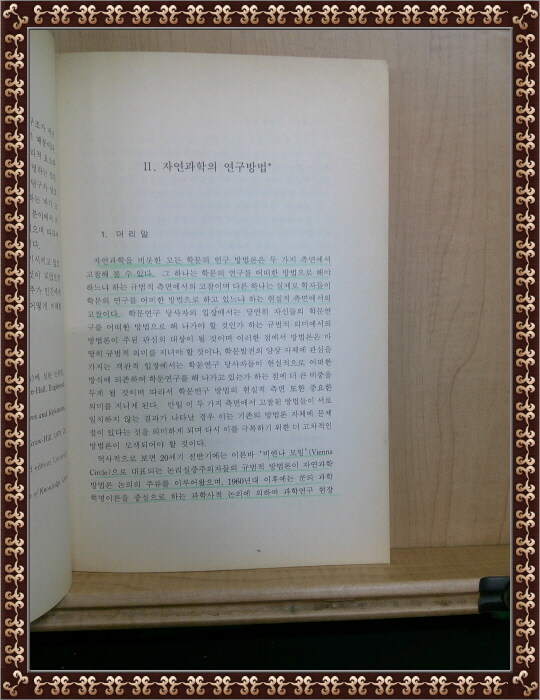 II. 자연과학의 연구방법*
1. 머리말
자연과학을 비롯한 모든 학문의 연구 방법론은 두 가지 측면에서
고찰해 볼 수 있다. 그 하나는 학문의 연구를 어떠한 방법으로 해야
하느냐 하는 규범적 측면에서의 고찰이며 다른 하나는 실제로 학자들이
학문의 연구를 어떠한 방법으로 하고 있느냐 하는 현실적 측면에서의
고찰이다. 학문연구 당사자의 입장에서는 당연히 자신들의 학문연
구를 어떠한 방법으로 해 나가야 할 것인가 하는 규범적 의미에서의
방법론이 주된 관심의 대상이 될 것이며 이러한 점에서 방법론은 마
땅히 규범적 의미를 지녀야 할 것이나, 학문발전의 양상 자체에 관심을
가지는 객관적 입장에서는 학문연구 당사자들이 현실적으로 어떠한
방식에 의존하여 학문연구를 해 나가고 있는가 하는 점에 더 큰 비중을
두게 될 것이며 따라서 학문연구 방법의 현실적 측면 또한 중요한
의미를 지니게 된다. 만일 이 두 가지 측면에서 고찰된 방법들이 서로
일치하지 않는 결과가 나타날 경우 이는 기존의 방법론 자체에 문제
점이 있다는 것을 의미하게 되며 다시 이를 극복하기 위한 더 고차적인
방법론이 모색되어야 할 것이다.
역사적으로 보면 20세기 전반기에는 이른바 '비엔나 모임'(Vienna
Circle)으로 대표되는 논리실증주의자들의 규범적 방법론이 자연과학
방법론 논의의 주류를 이루어왔으며, 1960년대 이후에는 쿤의 과학
혁명이론을 중심으로 하는 과학사적 논의에 의하여 과학연구 현장